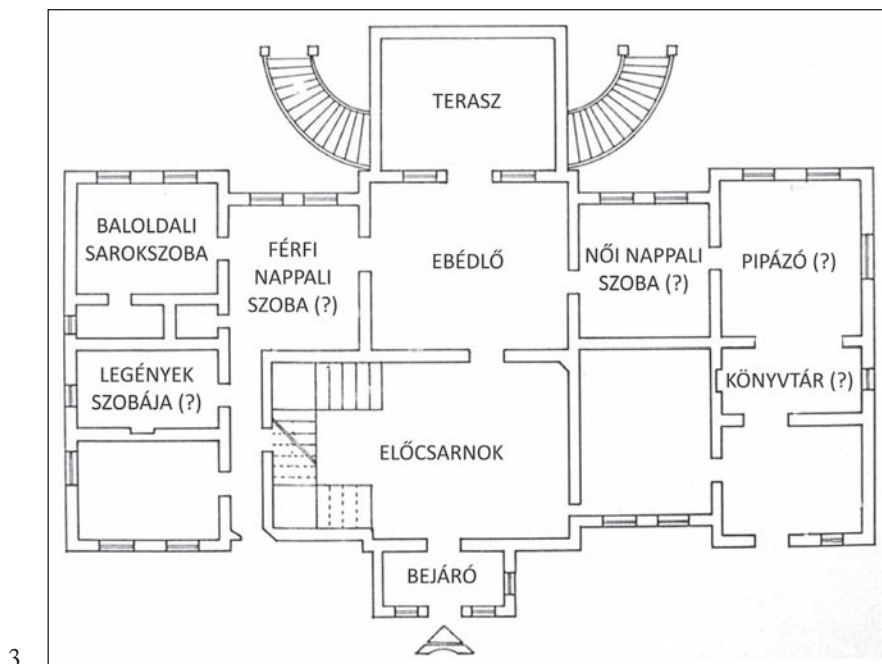 TERASZ
BALOLDALI
SAROKSZOBA
FÉRFI
NAPPALI
SZOBA (?)
EBÉDLŐ
NŐI NAPPALI
SZOBA (?)
PIPÁZÓ (?)
LEGÉNYEK
SZOBÁJA (?)
KÖNYVTÁR (?)
ELŐCSARNOK
BEJÁRÓ
3